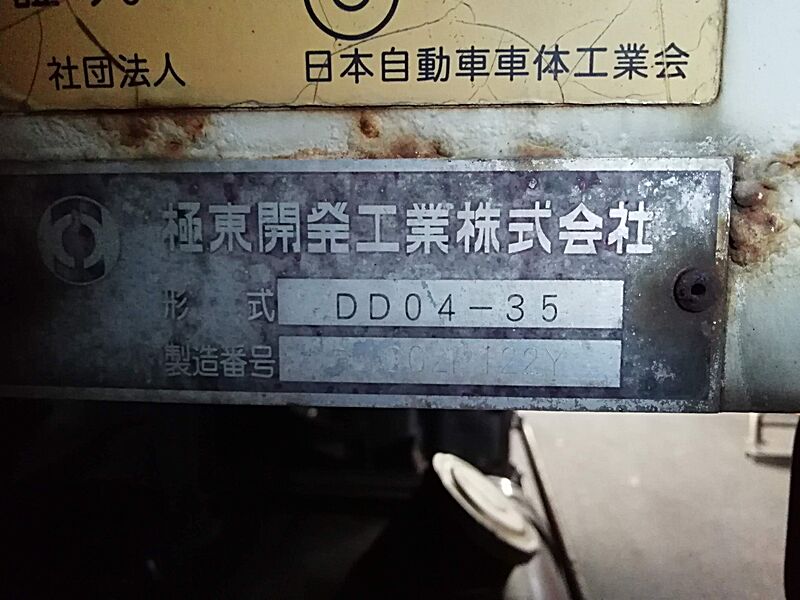 社団法人 日本自動車車体工業会
極東開発工業株式会社
形式 DD04-35
製造番号